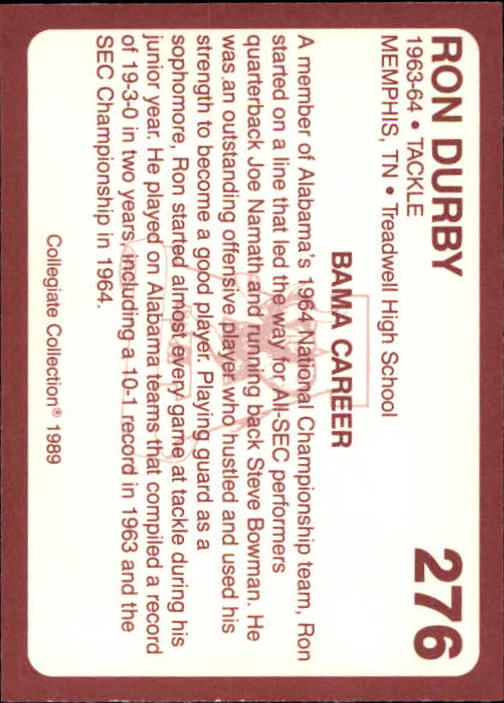 RON DURBY 276
1963-64 • TACKLE
MEMPHIS, TN • Treadwell High School
BAMA CAREER
A member of Alabama's 1964 National Championship team, Ron
started on a line that led the way for All-SEC performers
quarterback Joe Namath and running back Steve Bowman. He
was an outstanding offensive player who hustled and used his
strength to become a good player. Playing guard as a
sophomore, Ron started almost every game at tackle during his
junior year. He played on Alabama teams that compiled a record
of 19-3-0 in two years, including a 10-1 record in 1963 and the
SEC Championship in 1964.
Collegiate Collection® 1989